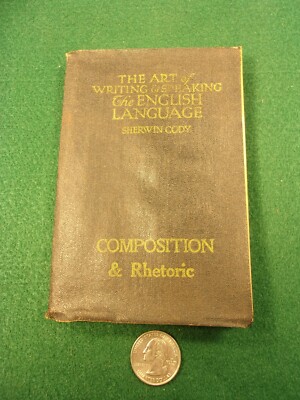 THE ART of
WRITING & SPEAKING
The ENGLISH
LANGUAGE
SHERWIN CODY
COMPOSITION
& Rhetoric